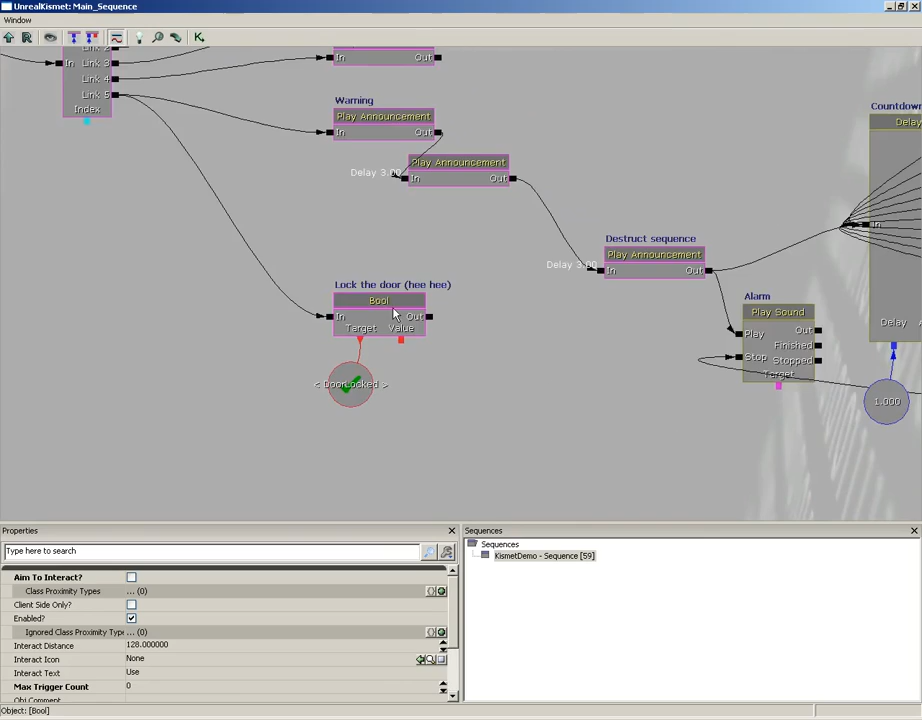 UnrealKismet: Main_Sequence
Window
Link 2
In Link 3
Link 4
Link 5
Index
In Out
Warning
Play Announcement
In Out
Play Announcement
Delay 3.00
In Out
Destruct sequence
Play Announcement
Delay 3.00
In Out
Countdown
Delay
In
Delay
1.000
Alarm
Play Sound
Play Out
Finished
Stop Stopped
Target
Lock the door (hee hee)
Bool
In Out
Target Value
< DoorLocked >
Properties
Type here to search
Aim To Interact?
Class Proximity Types ... (0)
Client Side Only?
Enabled?
Ignored Class Proximity Type ... (0)
Interact Distance 128.000000
Interact Icon None
Interact Text Use
Max Trigger Count 0
Obj Comment
Sequences
Sequences
KismetDemo - Sequence [59]
Object: [Bool]